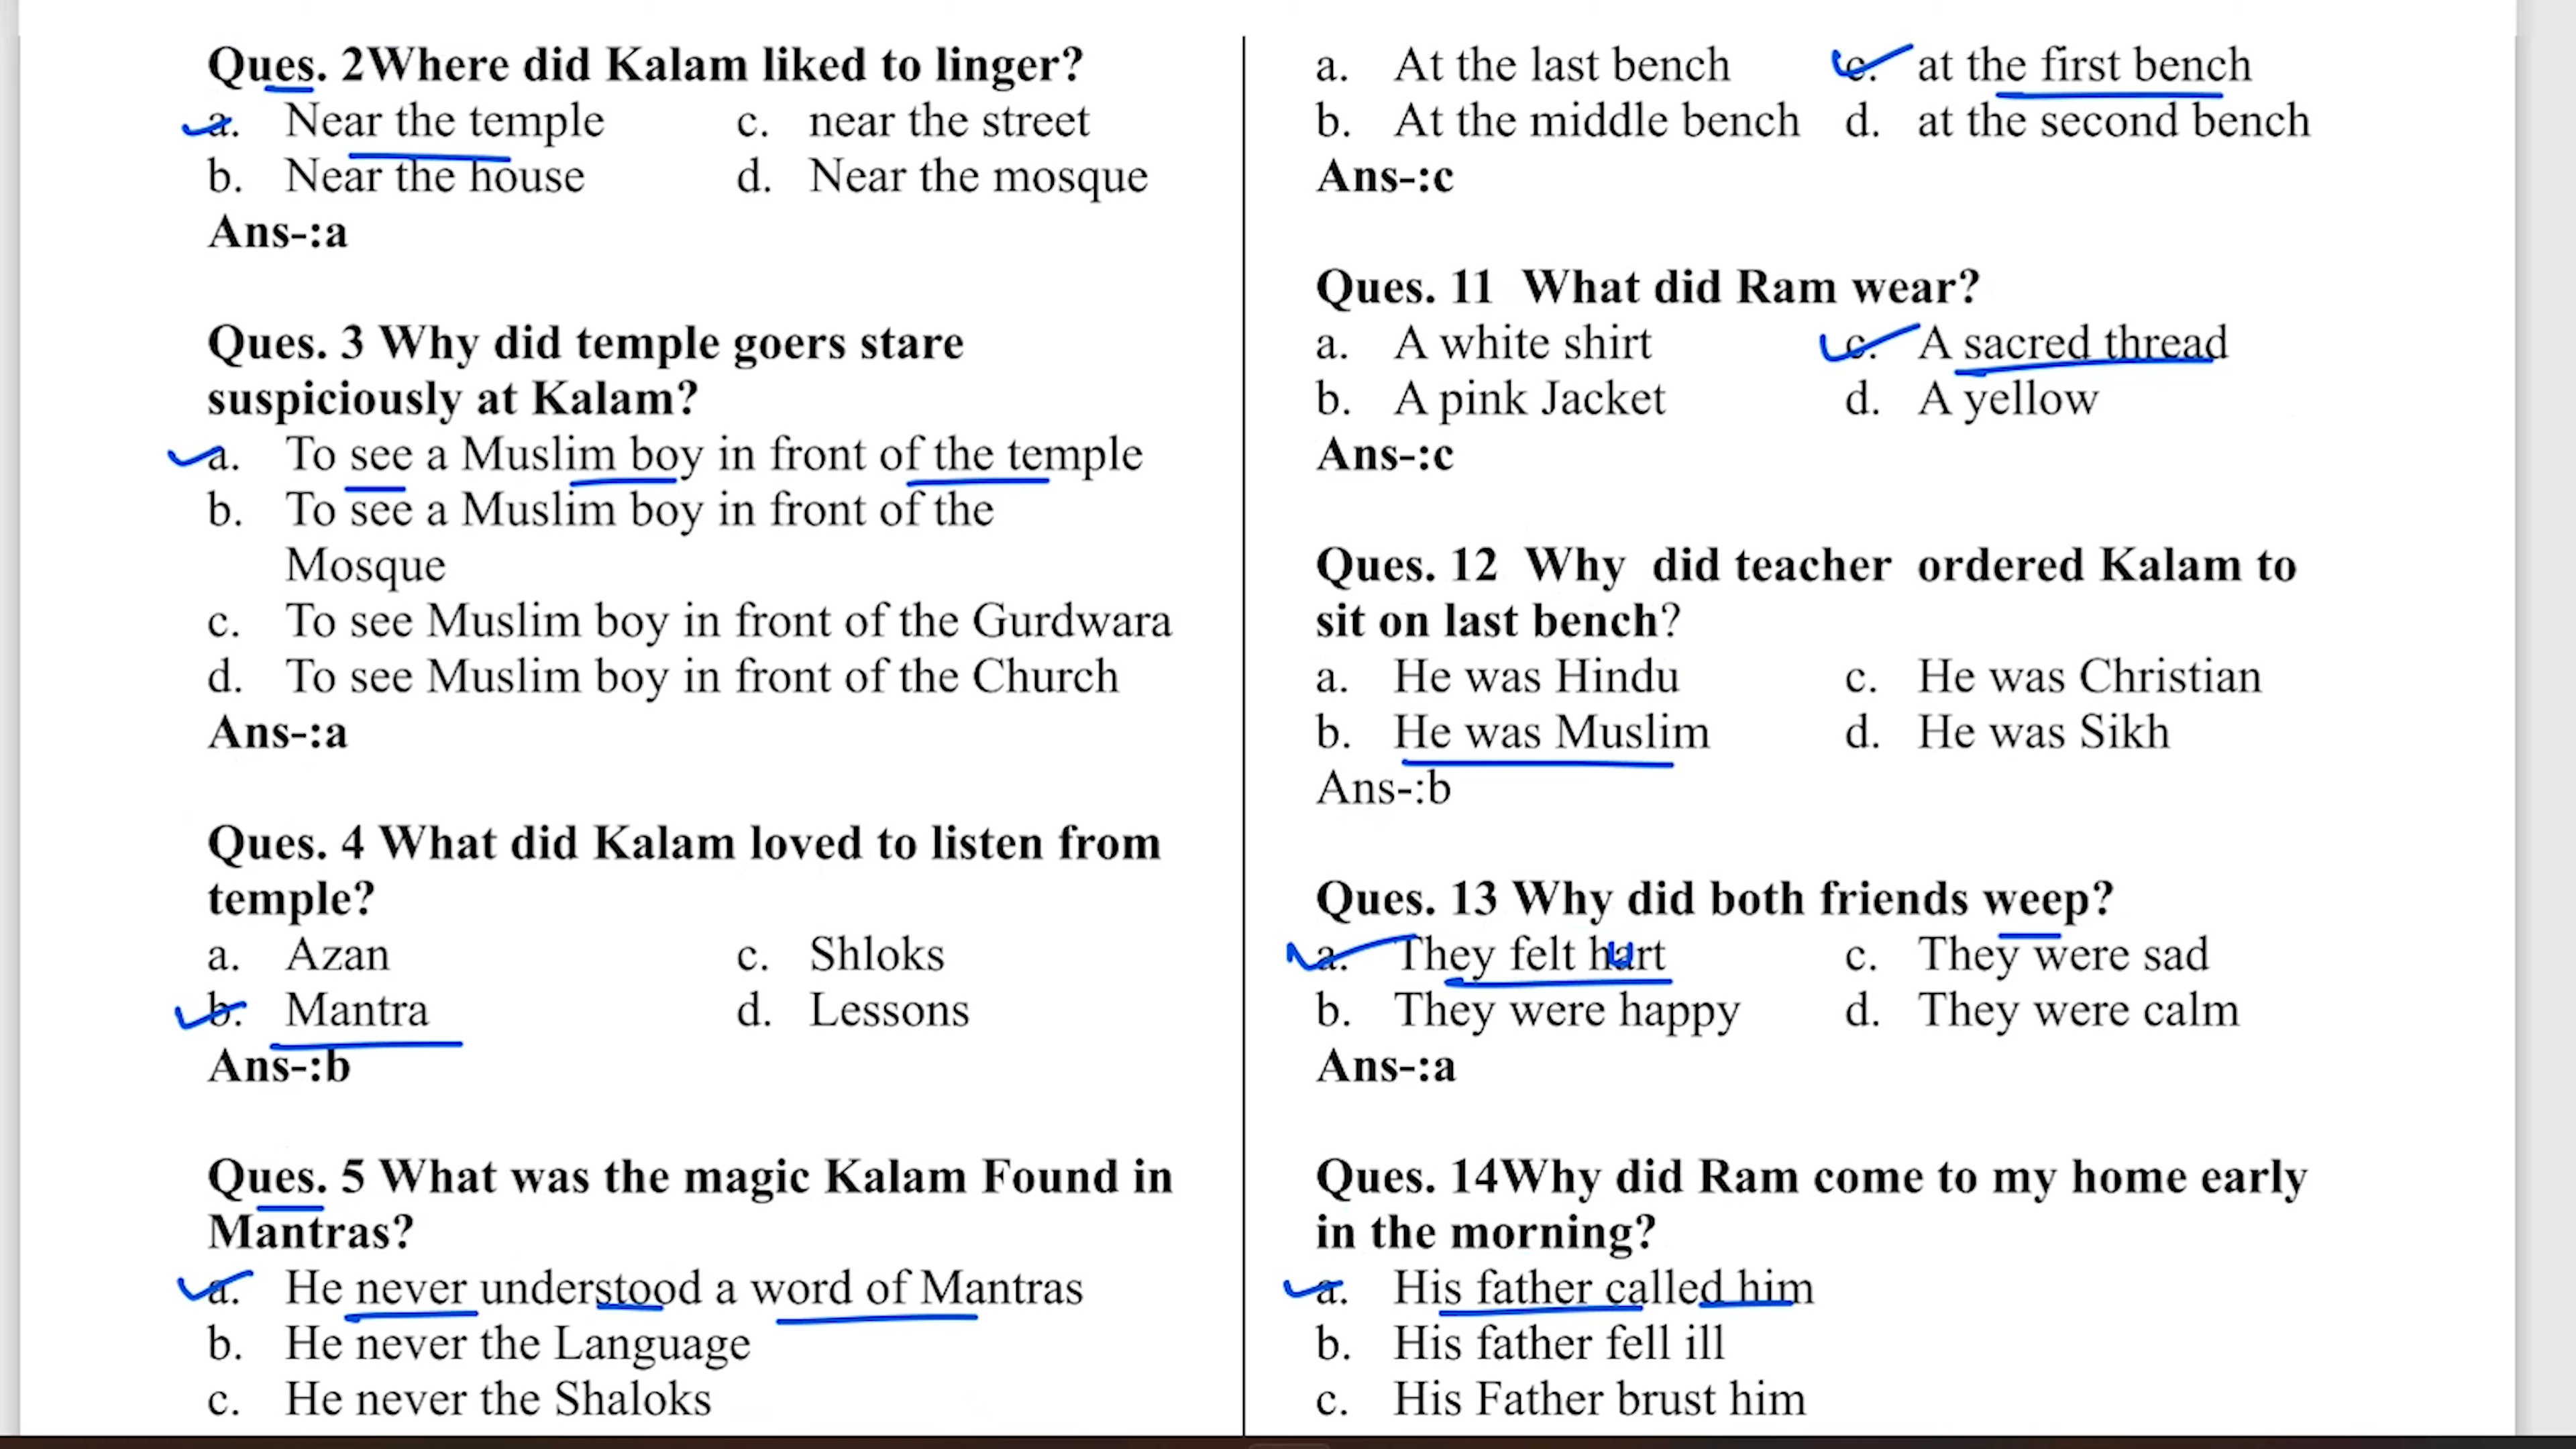 Ques. 2Where did Kalam liked to linger?
a. Near the temple c. near the street
b. Near the house d. Near the mosque
Ans-:a
Ques. 3 Why did temple goers stare
suspiciously at Kalam?
a. To see a Muslim boy in front of the temple
b. To see a Muslim boy in front of the
Mosque
c. To see Muslim boy in front of the Gurdwara
d. To see Muslim boy in front of the Church
Ans-:a
Ques. 4 What did Kalam loved to listen from
temple?
a. Azan c. Shloks
b. Mantra d. Lessons
Ans-:b
Ques. 5 What was the magic Kalam Found in
Mantras?
a. He never understood a word of Mantras
b. He never the Language
c. He never the Shaloks
a. At the last bench c. at the first bench
b. At the middle bench d. at the second bench
Ans-:c
Ques. 11 What did Ram wear?
a. A white shirt c. A sacred thread
b. A pink Jacket d. A yellow
Ans-:c
Ques. 12 Why did teacher ordered Kalam to
sit on last bench?
a. He was Hindu c. He was Christian
b. He was Muslim d. He was Sikh
Ans-:b
Ques. 13 Why did both friends weep?
a. They felt hurt c. They were sad
b. They were happy d. They were calm
Ans-:a
Ques. 14Why did Ram come to my home early
in the morning?
a. His father called him
b. His father fell ill
c. His Father brust him